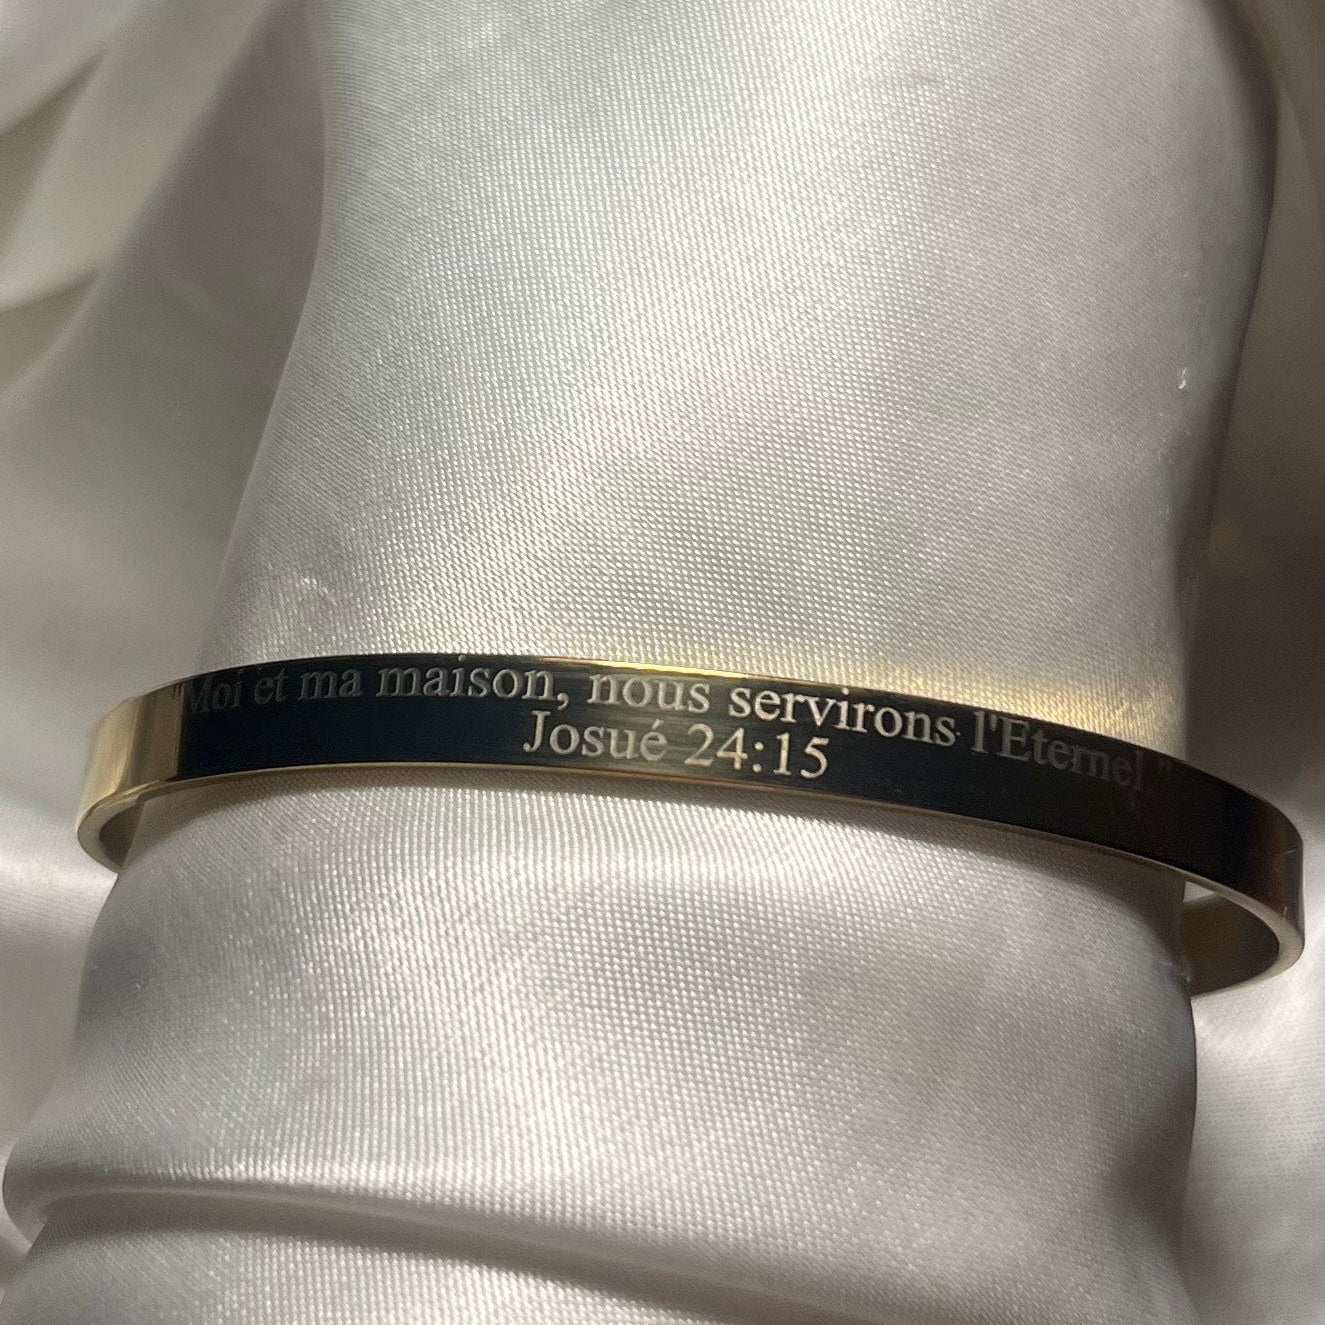 "Moi et ma maison, nous servirons l'Eternel "
Josué 24:15